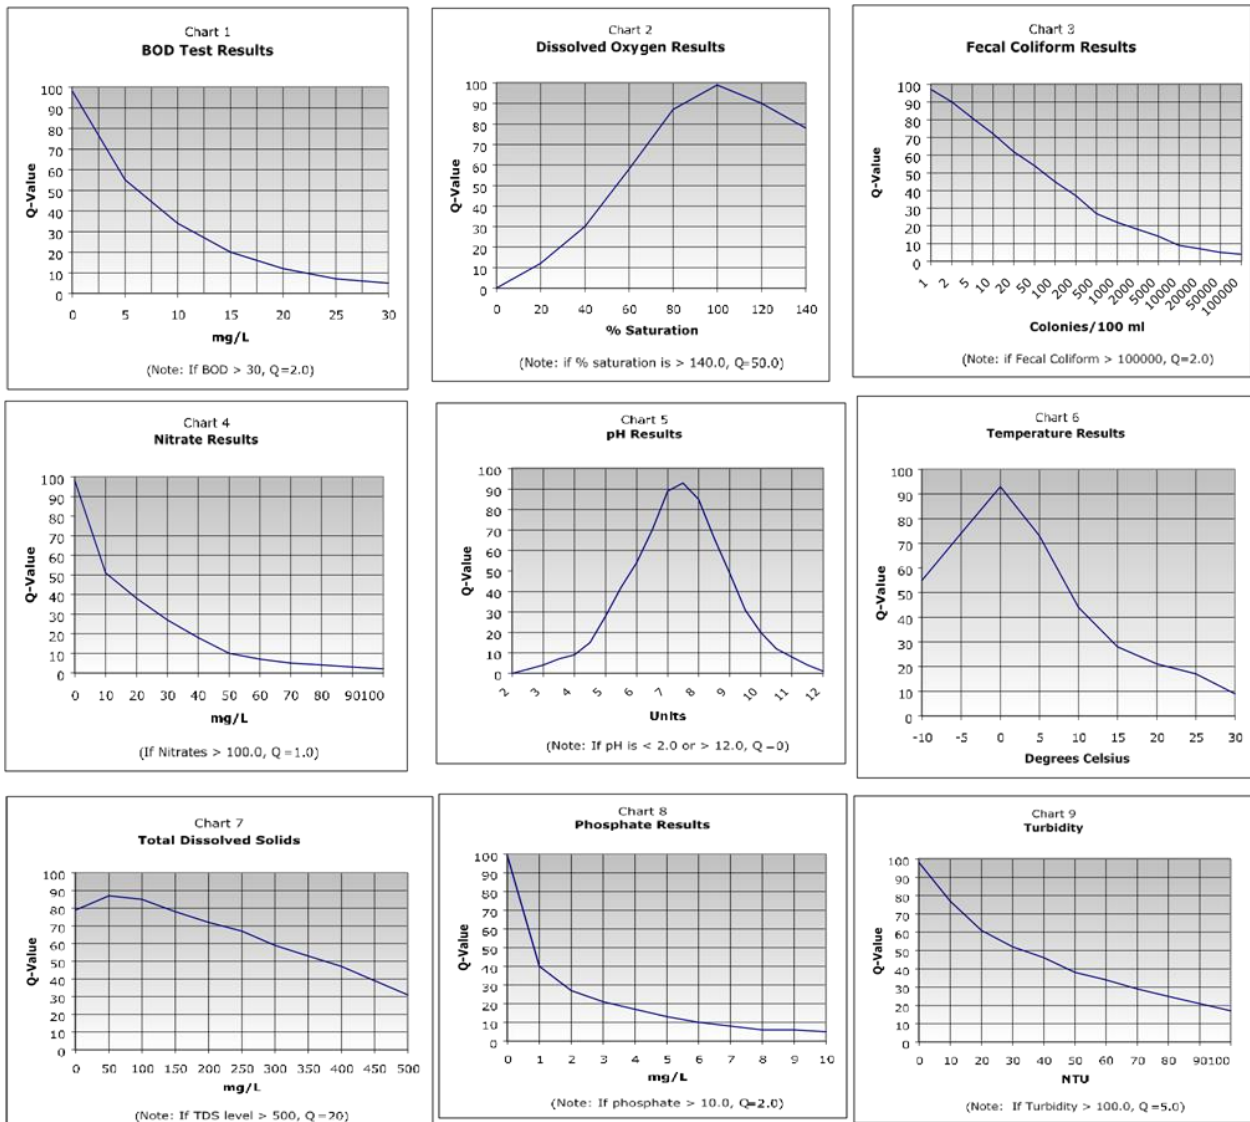 Chart 1
BOD Test Results
100
90
80
70
60
50
40
30
20
10
0
Q-Value
0 5 10 15 20 25 30
mg/L
(Note: If BOD > 30, Q=2.0)
Chart 2
Dissolved Oxygen Results
100
90
80
70
60
50
40
30
20
10
0
Q-Value
0 20 40 60 80 100 120 140
% Saturation
(Note: if % saturation is > 140.0, Q=50.0)
Chart 3
Fecal Coliform Results
100
90
80
70
60
50
40
30
20
10
0
Q-Value
1 2 5 10 20 50 100 200 500 1000 2000 5000 10000 20000 50000 100000
Colonies/100 ml
(Note: if Fecal Coliform > 100000, Q=2.0)
Chart 4
Nitrate Results
100
90
80
70
60
50
40
30
20
10
0
Q-Value
0 10 20 30 40 50 60 70 80 90100
mg/L
(If Nitrates > 100.0, Q=1.0)
Chart 5
pH Results
100
90
80
70
60
50
40
30
20
10
0
Q-Value
2 3 4 5 6 7 8 9 10 11 12
Units
(Note: If pH is < 2.0 or > 12.0, Q=0)
Chart 6
Temperature Results
100
90
80
70
60
50
40
30
20
10
0
Q-Value
-10 -5 0 5 10 15 20 25 30
Degrees Celsius
Chart 7
Total Dissolved Solids
100
90
80
70
60
50
40
30
20
10
0
Q-Value
0 50 100 150 200 250 300 350 400 450 500
mg/L
(Note: If TDS level > 500, Q=20)
Chart 8
Phosphate Results
100
90
80
70
60
50
40
30
20
10
0
Q-Value
0 1 2 3 4 5 6 7 8 9 10
mg/L
(Note: If phosphate > 10.0, Q=2.0)
Chart 9
Turbidity
100
90
80
70
60
50
40
30
20
10
0
Q-Value
0 10 20 30 40 50 60 70 80 90100
NTU
(Note: If Turbidity > 100.0, Q=5.0)